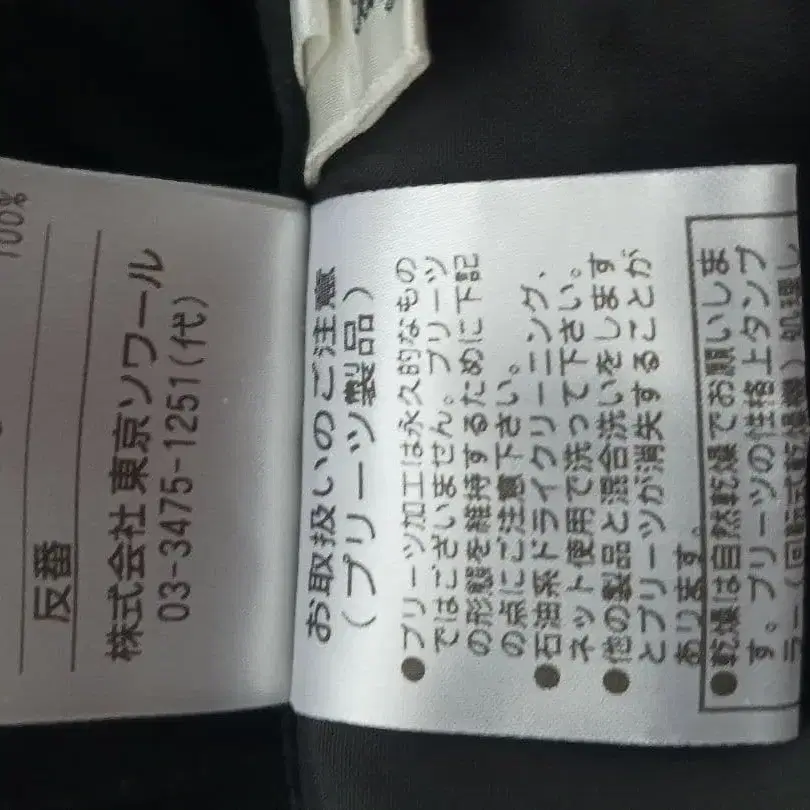 100%
反番
株式会社 東京ソワール
03-3475-1251(代)
お取扱いのご注意
(プリーツ製品)
●プリーツ加工は永久的なもの
ではございません。プリーツ
の形態を維持するために下記
の点にご注意下さい。
●石油系ドライクリーニング、
ネット使用で洗って下さい。
●他の製品と混合洗いをします
とプリーツが消失することが
あります。
●乾燥は自然乾燥でお願いしま
す。プリーツの性格上タンブ
ラー(回転式乾燥機)処理し